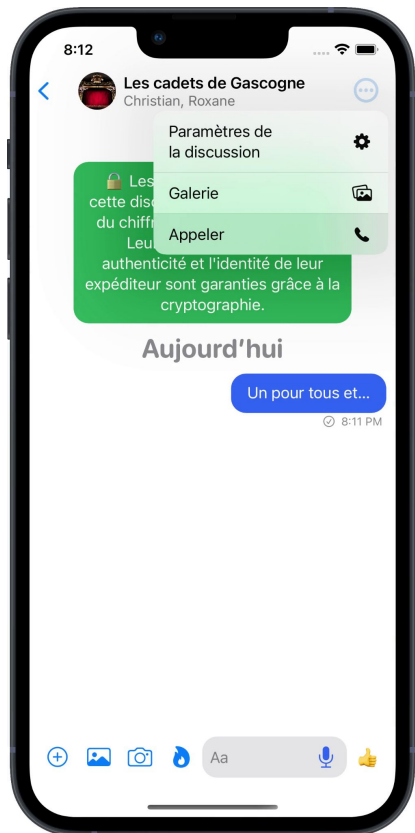 8:12
Les cadets de Gascogne
Christian, Roxane
Paramètres de
la discussion
Galerie
Appeler
Les
cette
du chiffr
Leu
authenticité et l'identité de leur
expéditeur sont garanties grâce à la
cryptographie.
Aujourd'hui
Un pour tous et...
8:11 PM
Aa